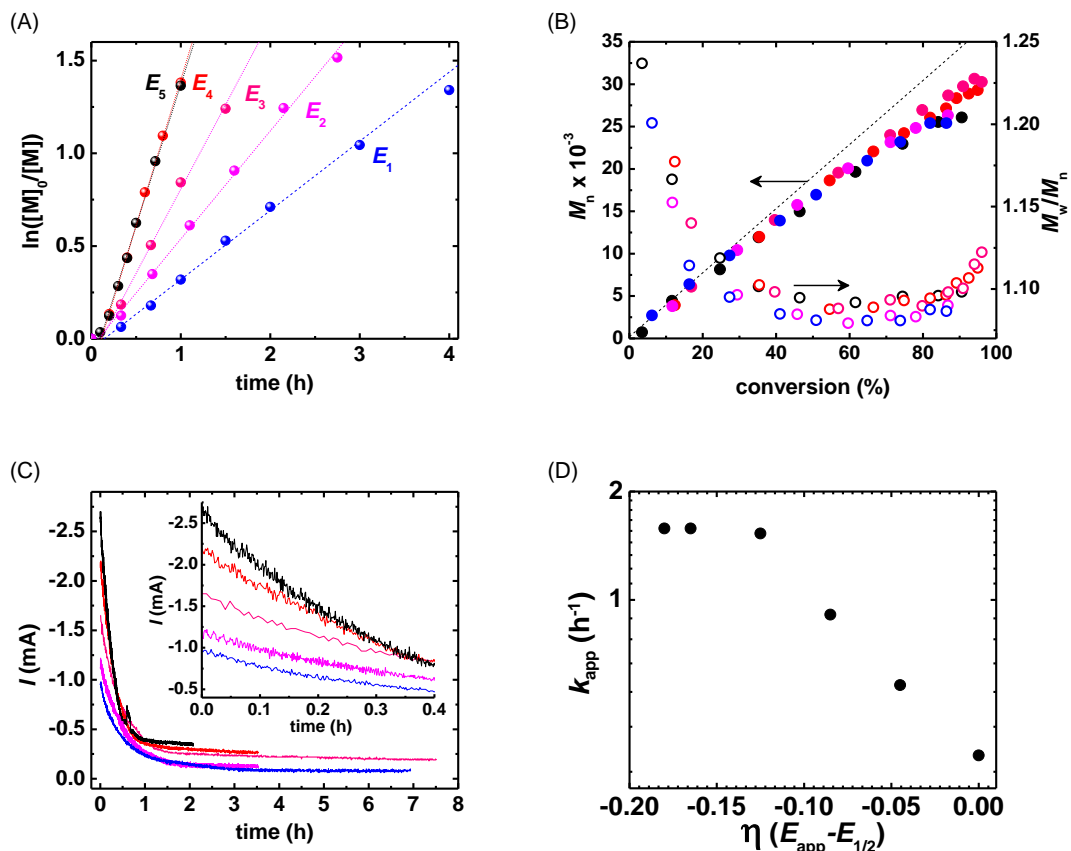 (A)
1.5
1.0
0.5
0.0
ln([M]0/[M])
E5
E4
E3
E2
E1
0
1
2
3
4
time (h)
(B)
35
30
25
20
15
10
5
0
Mn x 10-3
1.25
1.20
1.15
1.10
Mw/Mn
0 20 40 60 80 100
conversion (%)
(C)
-2.5
-2.0
-1.5
-1.0
-0.5
0.0
I (mA)
-2.5
-2.0
-1.5
-1.0
-0.5
I (mA)
0.0 0.1 0.2 0.3 0.4
time (h)
0 1 2 3 4 5 6 7 8
time (h)
(D)
2
1
kapp (h-1)
-0.20 -0.15 -0.10 -0.05 0.00
η (Eapp-E1/2)